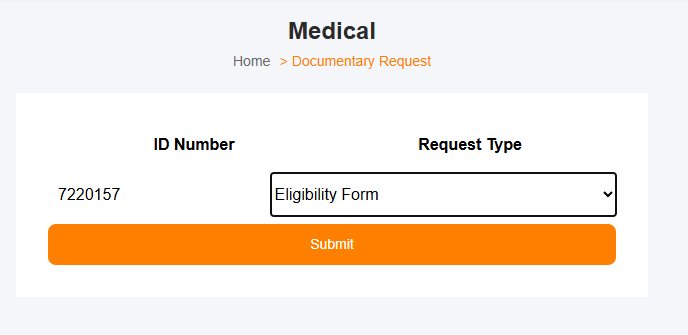 Medical
Home > Documentary Request
ID Number Request Type
7220157 Eligibility Form
Submit